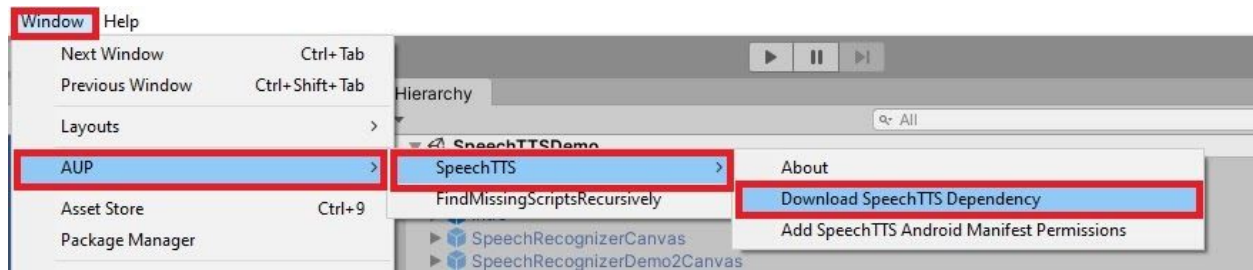 Window Help
Next Window Ctrl+Tab
Previous Window Ctrl+Shift+Tab
Hierarchy
Layouts
All
SpeechTTSDemo
AUP
SpeechTTS
About
Asset Store Ctrl+9
FindMissingScriptsRecursively
Download SpeechTTS Dependency
Package Manager
SpeechRecognizerCanvas
Add SpeechTTS Android Manifest Permissions
SpeechRecognizerDemo2Canvas